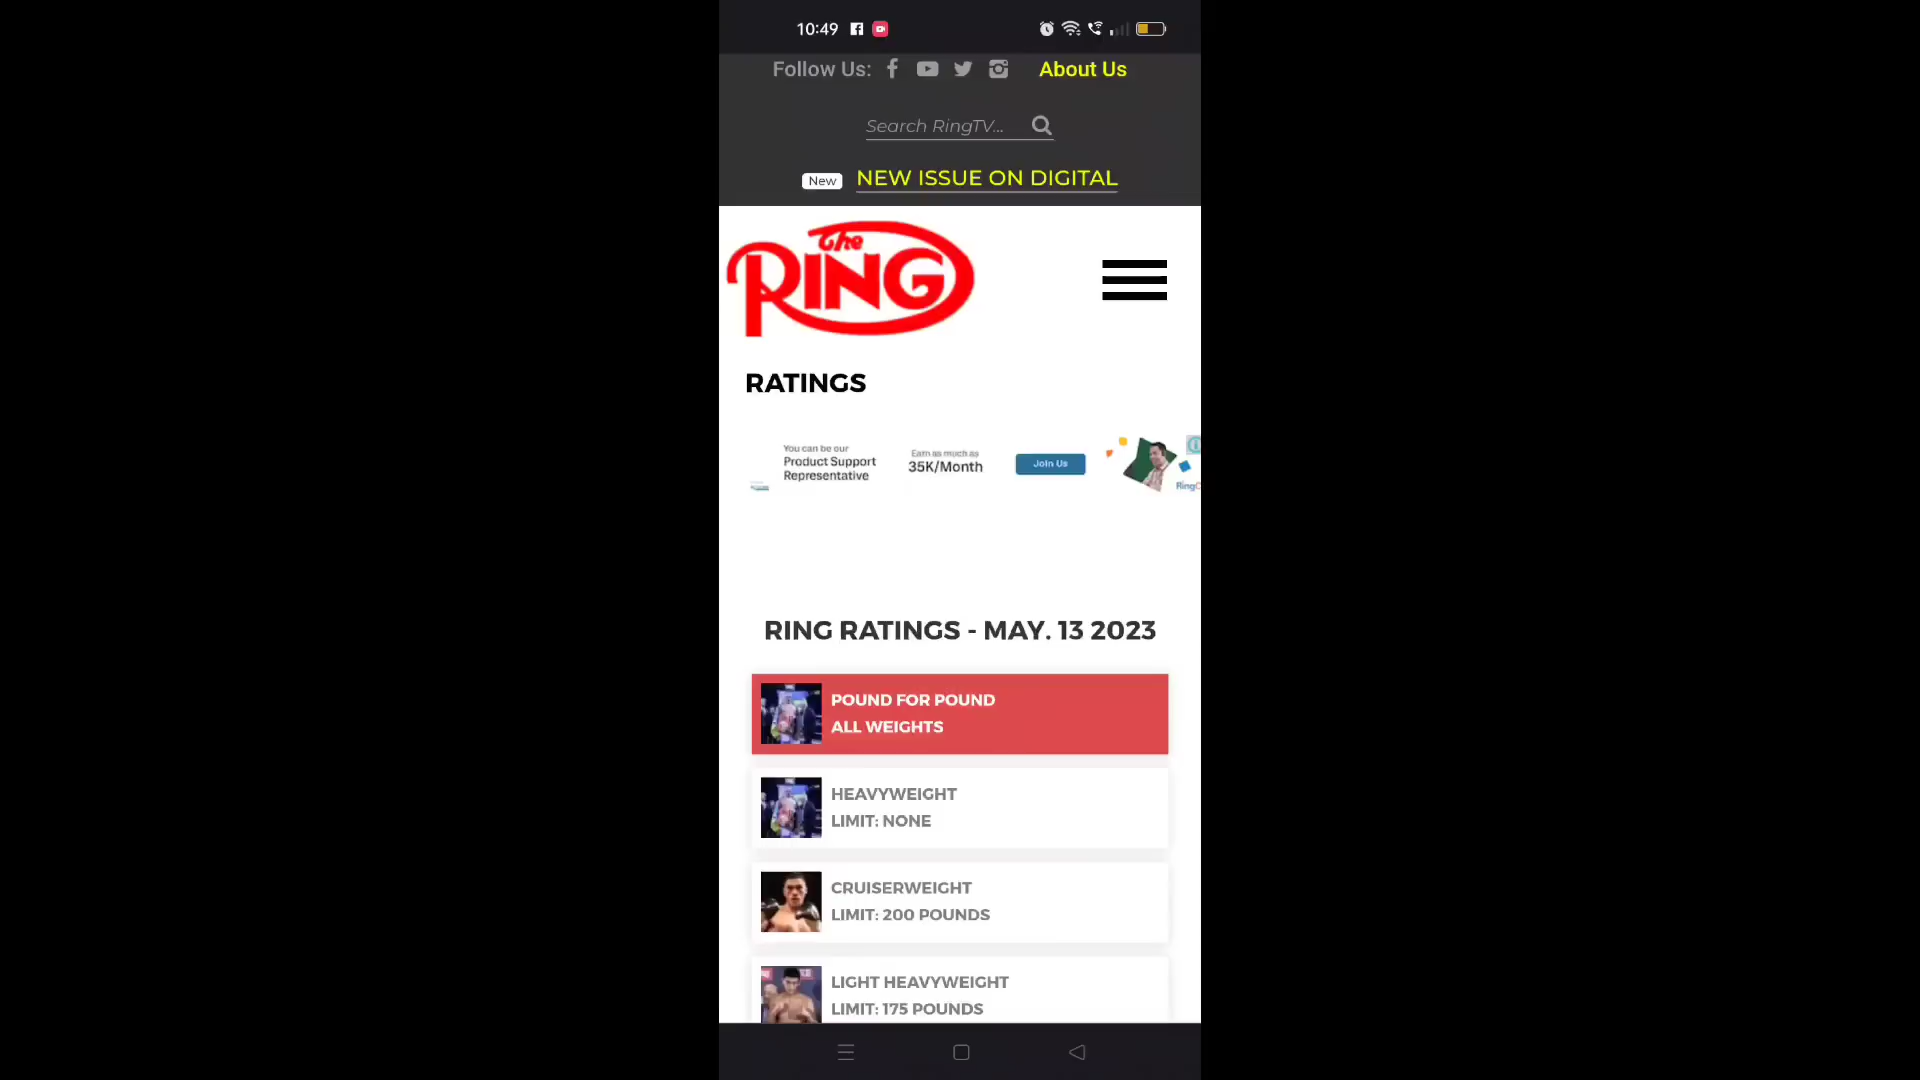 10:49
Follow Us: About Us
Search RingTV...
New NEW ISSUE ON DIGITAL
The
RING
RATINGS
You can be our
Product Support
Representative
Earn as much as
35K/Month
Join Us
RING RATINGS - MAY. 13 2023
POUND FOR POUND
ALL WEIGHTS
HEAVYWEIGHT
LIMIT: NONE
CRUISERWEIGHT
LIMIT: 200 POUNDS
LIGHT HEAVYWEIGHT
LIMIT: 175 POUNDS